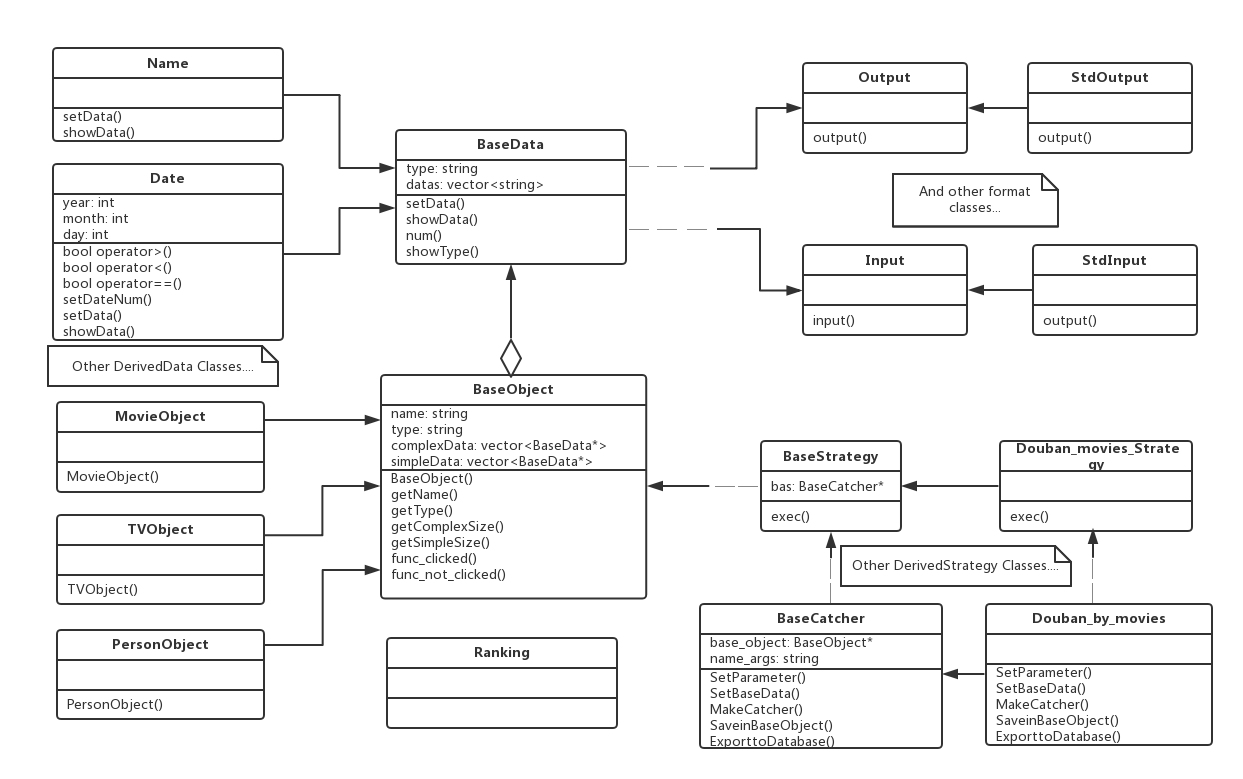 Name
setData()
showData()
Date
year: int
month: int
day: int
bool operator>()
bool operator<()
bool operator==()
setDateNum()
setData()
showData()
Other DerivedData Classes....
BaseData
type: string
datas: vector<string>
setData()
showData()
num()
showType()
Output
output()
StdOutput
output()
And other format
classes...
Input
input()
StdInput
output()
MovieObject
MovieObject()
TVObject
TVObject()
PersonObject
PersonObject()
BaseObject
name: string
type: string
complexData: vector<BaseData*>
simpleData: vector<BaseData*>
BaseObject()
getName()
getType()
getComplexSize()
getSimpleSize()
func_clicked()
func_not_clicked()
Ranking
BaseStrategy
bas: BaseCatcher*
exec()
Douban_movies_Strate
gy
exec()
Other DerivedStrategy Classes....
BaseCatcher
base_object: BaseObject*
name_args: string
SetParameter()
SetBaseData()
MakeCatcher()
SaveinBaseObject()
ExporttoDatabase()
Douban_by_movies
SetParameter()
SetBaseData()
MakeCatcher()
SaveinBaseObject()
ExporttoDatabase()